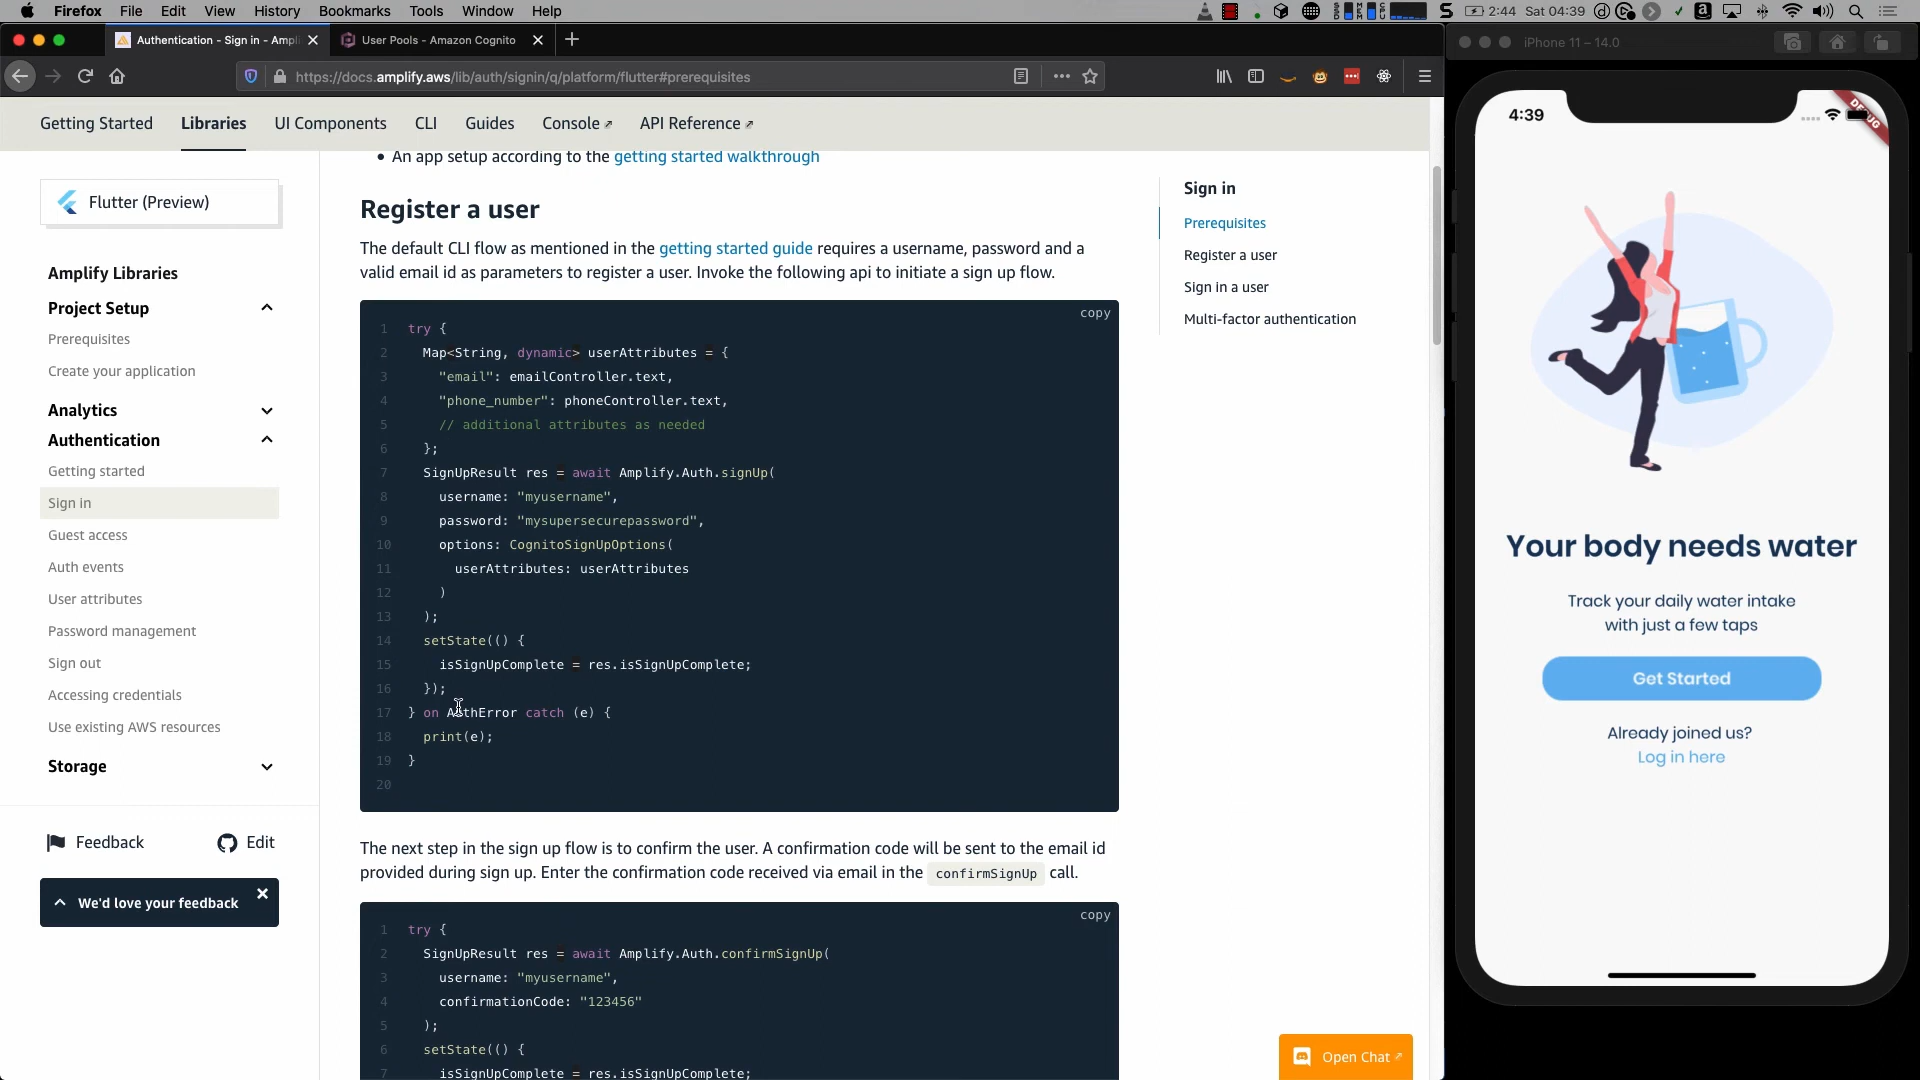 Firefox File Edit View History Bookmarks Tools Window Help
2:44 Sat 04:39
Authentication - Sign in - Ampl
User Pools - Amazon Cognito
https://docs.amplify.aws/lib/auth/signin/q/platform/flutter#prerequisites
Getting Started Libraries UI Components CLI Guides Console API Reference
Flutter (Preview)
Amplify Libraries
Project Setup
Prerequisites
Create your application
Analytics
Authentication
Getting started
Sign in
Guest access
Auth events
User attributes
Password management
Sign out
Accessing credentials
Use existing AWS resources
Storage
Feedback Edit
We'd love your feedback
• An app setup according to the getting started walkthrough
Register a user
The default CLI flow as mentioned in the getting started guide requires a username, password and a
valid email id as parameters to register a user. Invoke the following api to initiate a sign up flow.
copy
1 try {
2 Map<String, dynamic> userAttributes = {
3 "email": emailController.text,
4 "phone_number": phoneController.text,
5 // additional attributes as needed
6 };
7 SignUpResult res = await Amplify.Auth.signUp(
8 username: "myusername",
9 password: "mysupersecurepassword",
10 options: CognitoSignUpOptions(
11 userAttributes: userAttributes
12 )
13 );
14 setState(() {
15 isSignUpComplete = res.isSignUpComplete;
16 });
17 } on AuthError catch (e) {
18 print(e);
19 }
20
The next step in the sign up flow is to confirm the user. A confirmation code will be sent to the email id
provided during sign up. Enter the confirmation code received via email in the confirmSignUp call.
copy
1 try {
2 SignUpResult res = await Amplify.Auth.confirmSignUp(
3 username: "myusername",
4 confirmationCode: "123456"
5 );
6 setState(() {
7 isSignUpComplete = res.isSignUpComplete;
Sign in
Prerequisites
Register a user
Sign in a user
Multi-factor authentication
Open Chat
iPhone 11 – 14.0
4:39
Your body needs water
Track your daily water intake
with just a few taps
Get Started
Already joined us?
Log in here